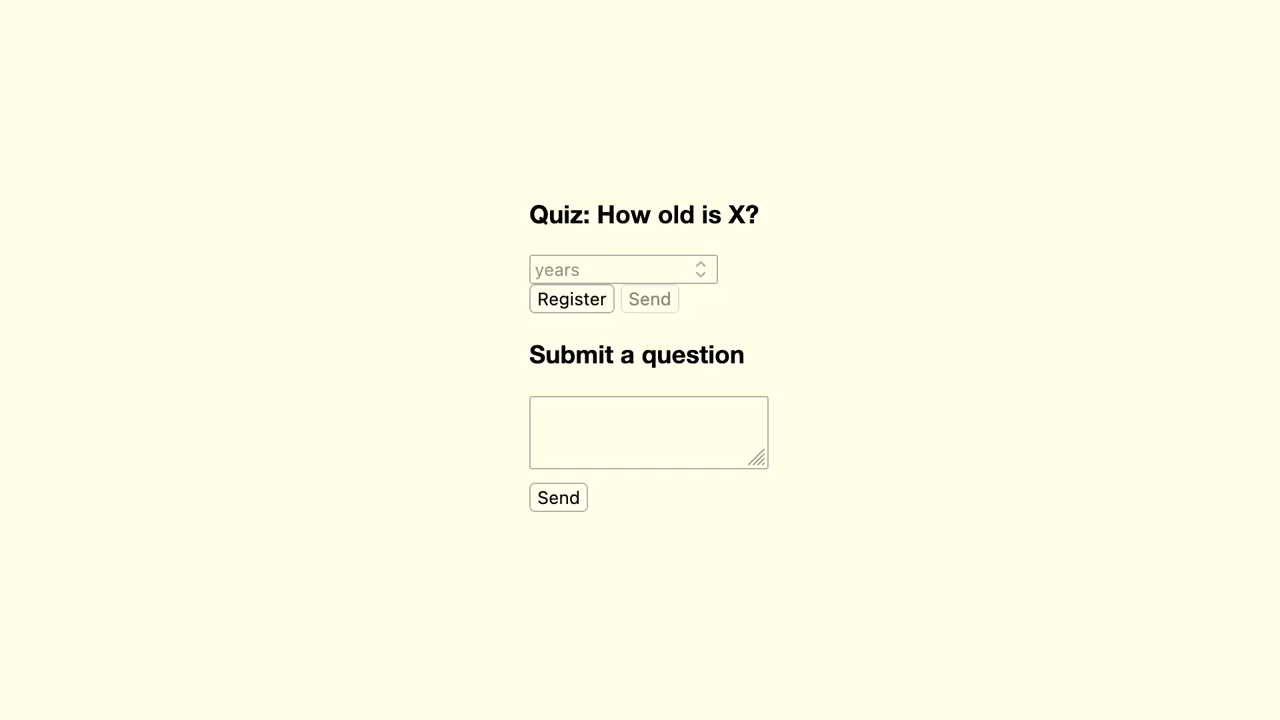 Quiz: How old is X?
years
Register Send
Submit a question
Send